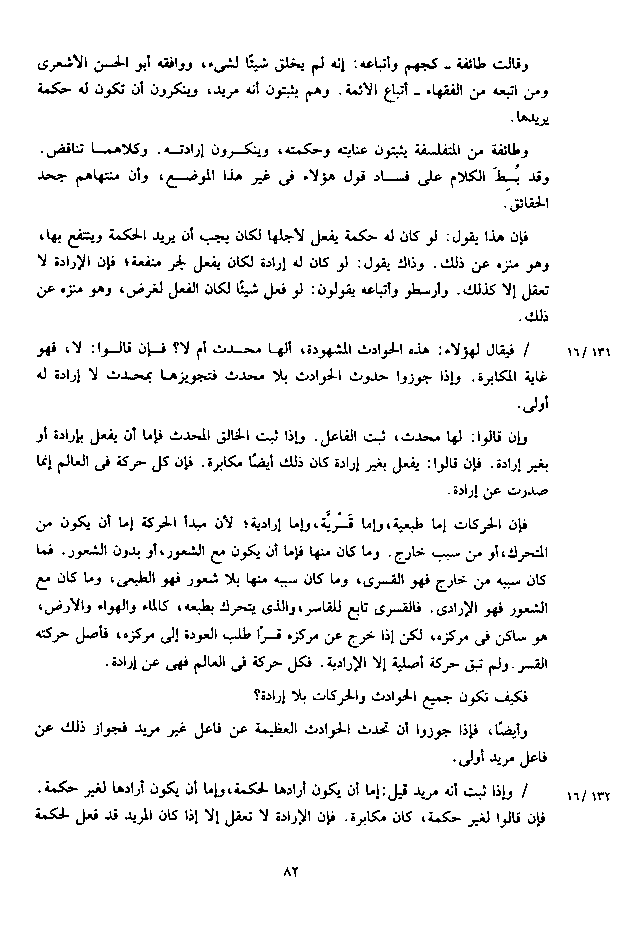 وقالت طائفة ـ كجهم وأتباعه: إنه لم يخلق شيئًا لشىء، ووافقه أبو الحسن الأشعرى
ومن اتبعه من الفقهاء ـ أتباع الأئمة. وهم يثبتون أنه مريد، وينكرون أن تكون له حكمة
يريدها.
وطائفة من المتفلسفة يثبتون عنايته وحكمته، وينكرون إرادته. وكلاهما تناقض.
وقد بُسِطَ الكلام على فساد قول هؤلاء فى غير هذا الموضع، وأن منتهاهم جحد
الحقائق.
فإن هذا يقول: لو كان له حكمة يفعل لأجلها لكان يجب أن يريد الحكمة وينتفع بها،
وهو منزه عن ذلك. وذاك يقول: لو كان له إرادة لكان يفعل لجر منفعة؛ فإن الإرادة لا
تعقل إلا كذلك. وأرسطو وأتباعه يقولون: لو فعل شيئًا لكان الفعل لغرض، وهو منزه عن
ذلك.
١٦/١٣١ / فيقال لهؤلاء: هذه الحوادث المشهودة، ألها محدث أم لا؟ فإن قالوا: لا، فهو
غاية المكابرة. وإذا جوزوا حدوث الحوادث بلا محدث فتجويزها بمحدث لا إرادة له
أولى.
وإن قالوا: لها محدث، ثبت الفاعل. وإذا ثبت الخالق المحدث فإما أن يفعل بإرادة أو
بغير إرادة. فإن قالوا: يفعل بغير إرادة كان ذلك أيضًا مكابرة. فإن كل حركة فى العالم إنما
صدرت عن إرادة.
فإن الحركات إما طبعية، وإما قَسْرِيَّة، وإما إرادية؛ لأن مبدأ الحركة إما أن يكون من
المتحرك، أو من سبب خارج. وما كان منها فإما أن يكون مع الشعور، أو بدون الشعور. فما
كان سببه من خارج فهو القسرى، وما كان سببه منها بلا شعور فهو الطبعى، وما كان مع
الشعور فهو الإرادى. فالقسرى تابع للقاسر، والذى يتحرك بطبعه، كالماء والهواء والأرض،
هو ساكن فى مركزه، لكن إذا خرج عن مركزه قسرًا طلب العودة إلى مركزه، فأصل حركته
القسر. ولم تبق حركة أصلية إلا الإرادية. فكل حركة فى العالم فهى عن إرادة.
فكيف تكون جميع الحوادث والحركات بلا إرادة؟
وأيضًا، فإذا جوزوا أن تحدث الحوادث العظيمة عن فاعل غير مريد فجواز ذلك عن
فاعل مريد أولى.
١٦/١٣٢ / وإذا ثبت أنه مريد قيل: إما أن يكون أرادها لحكمة، وإما أن يكون أرادها لغير حكمة.
فإن قالوا لغير حكمة، كان مكابرة. فإن الإرادة لا تعقل إلا إذا كان المريد قد فعل لحكمة
٨٢